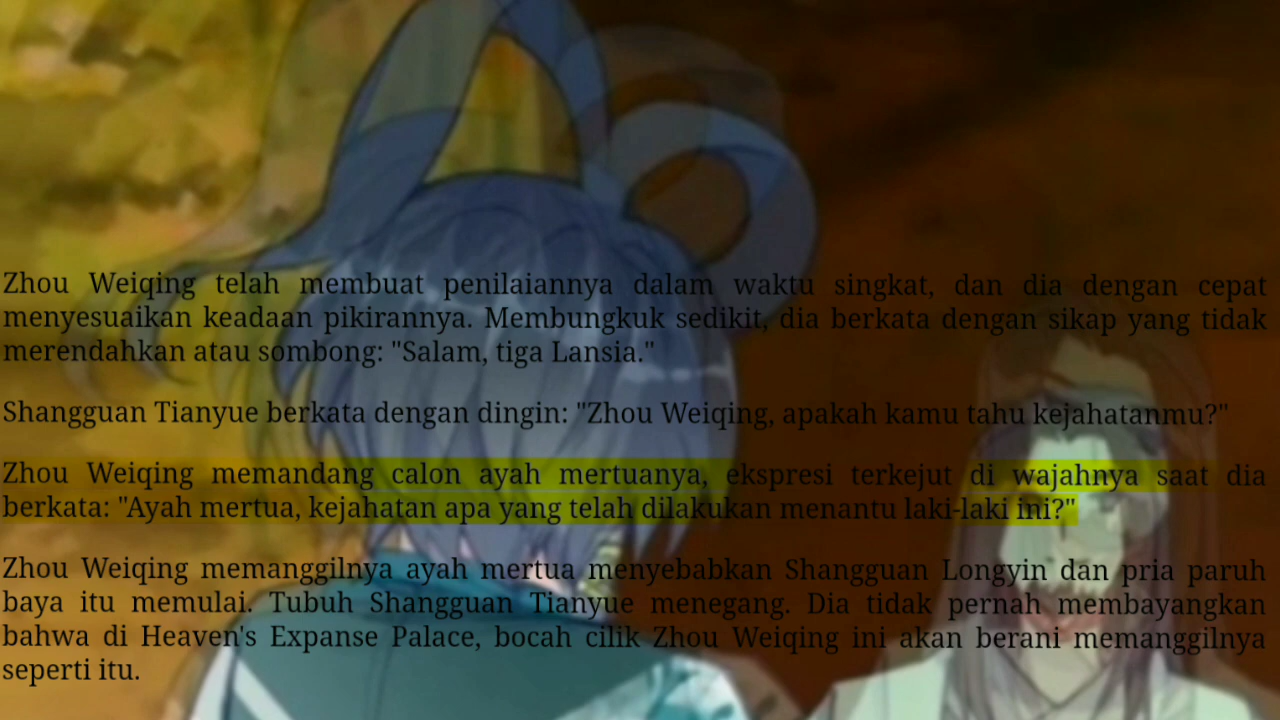 Zhou Weiqing telah membuat penilaiannya dalam waktu singkat, dan dia dengan cepat
menyesuaikan keadaan pikirannya. Membungkuk sedikit, dia berkata dengan sikap yang tidak
merendahkan atau sombong: "Salam, tiga Lansia."
Shangguan Tianyue berkata dengan dingin: "Zhou Weiqing, apakah kamu tahu kejahatanmu?"
Zhou Weiqing memandang calon ayah mertuanya, ekspresi terkejut di wajahnya saat dia
berkata: "Ayah mertua, kejahatan apa yang telah dilakukan menantu laki-laki ini?"
Zhou Weiqing memanggilnya ayah mertua menyebabkan Shangguan Longyin dan pria paruh
baya itu memulai. Tubuh Shangguan Tianyue menegang. Dia tidak pernah membayangkan
bahwa di Heaven's Expanse Palace, bocah cilik Zhou Weiqing ini akan berani memanggilnya
seperti itu.